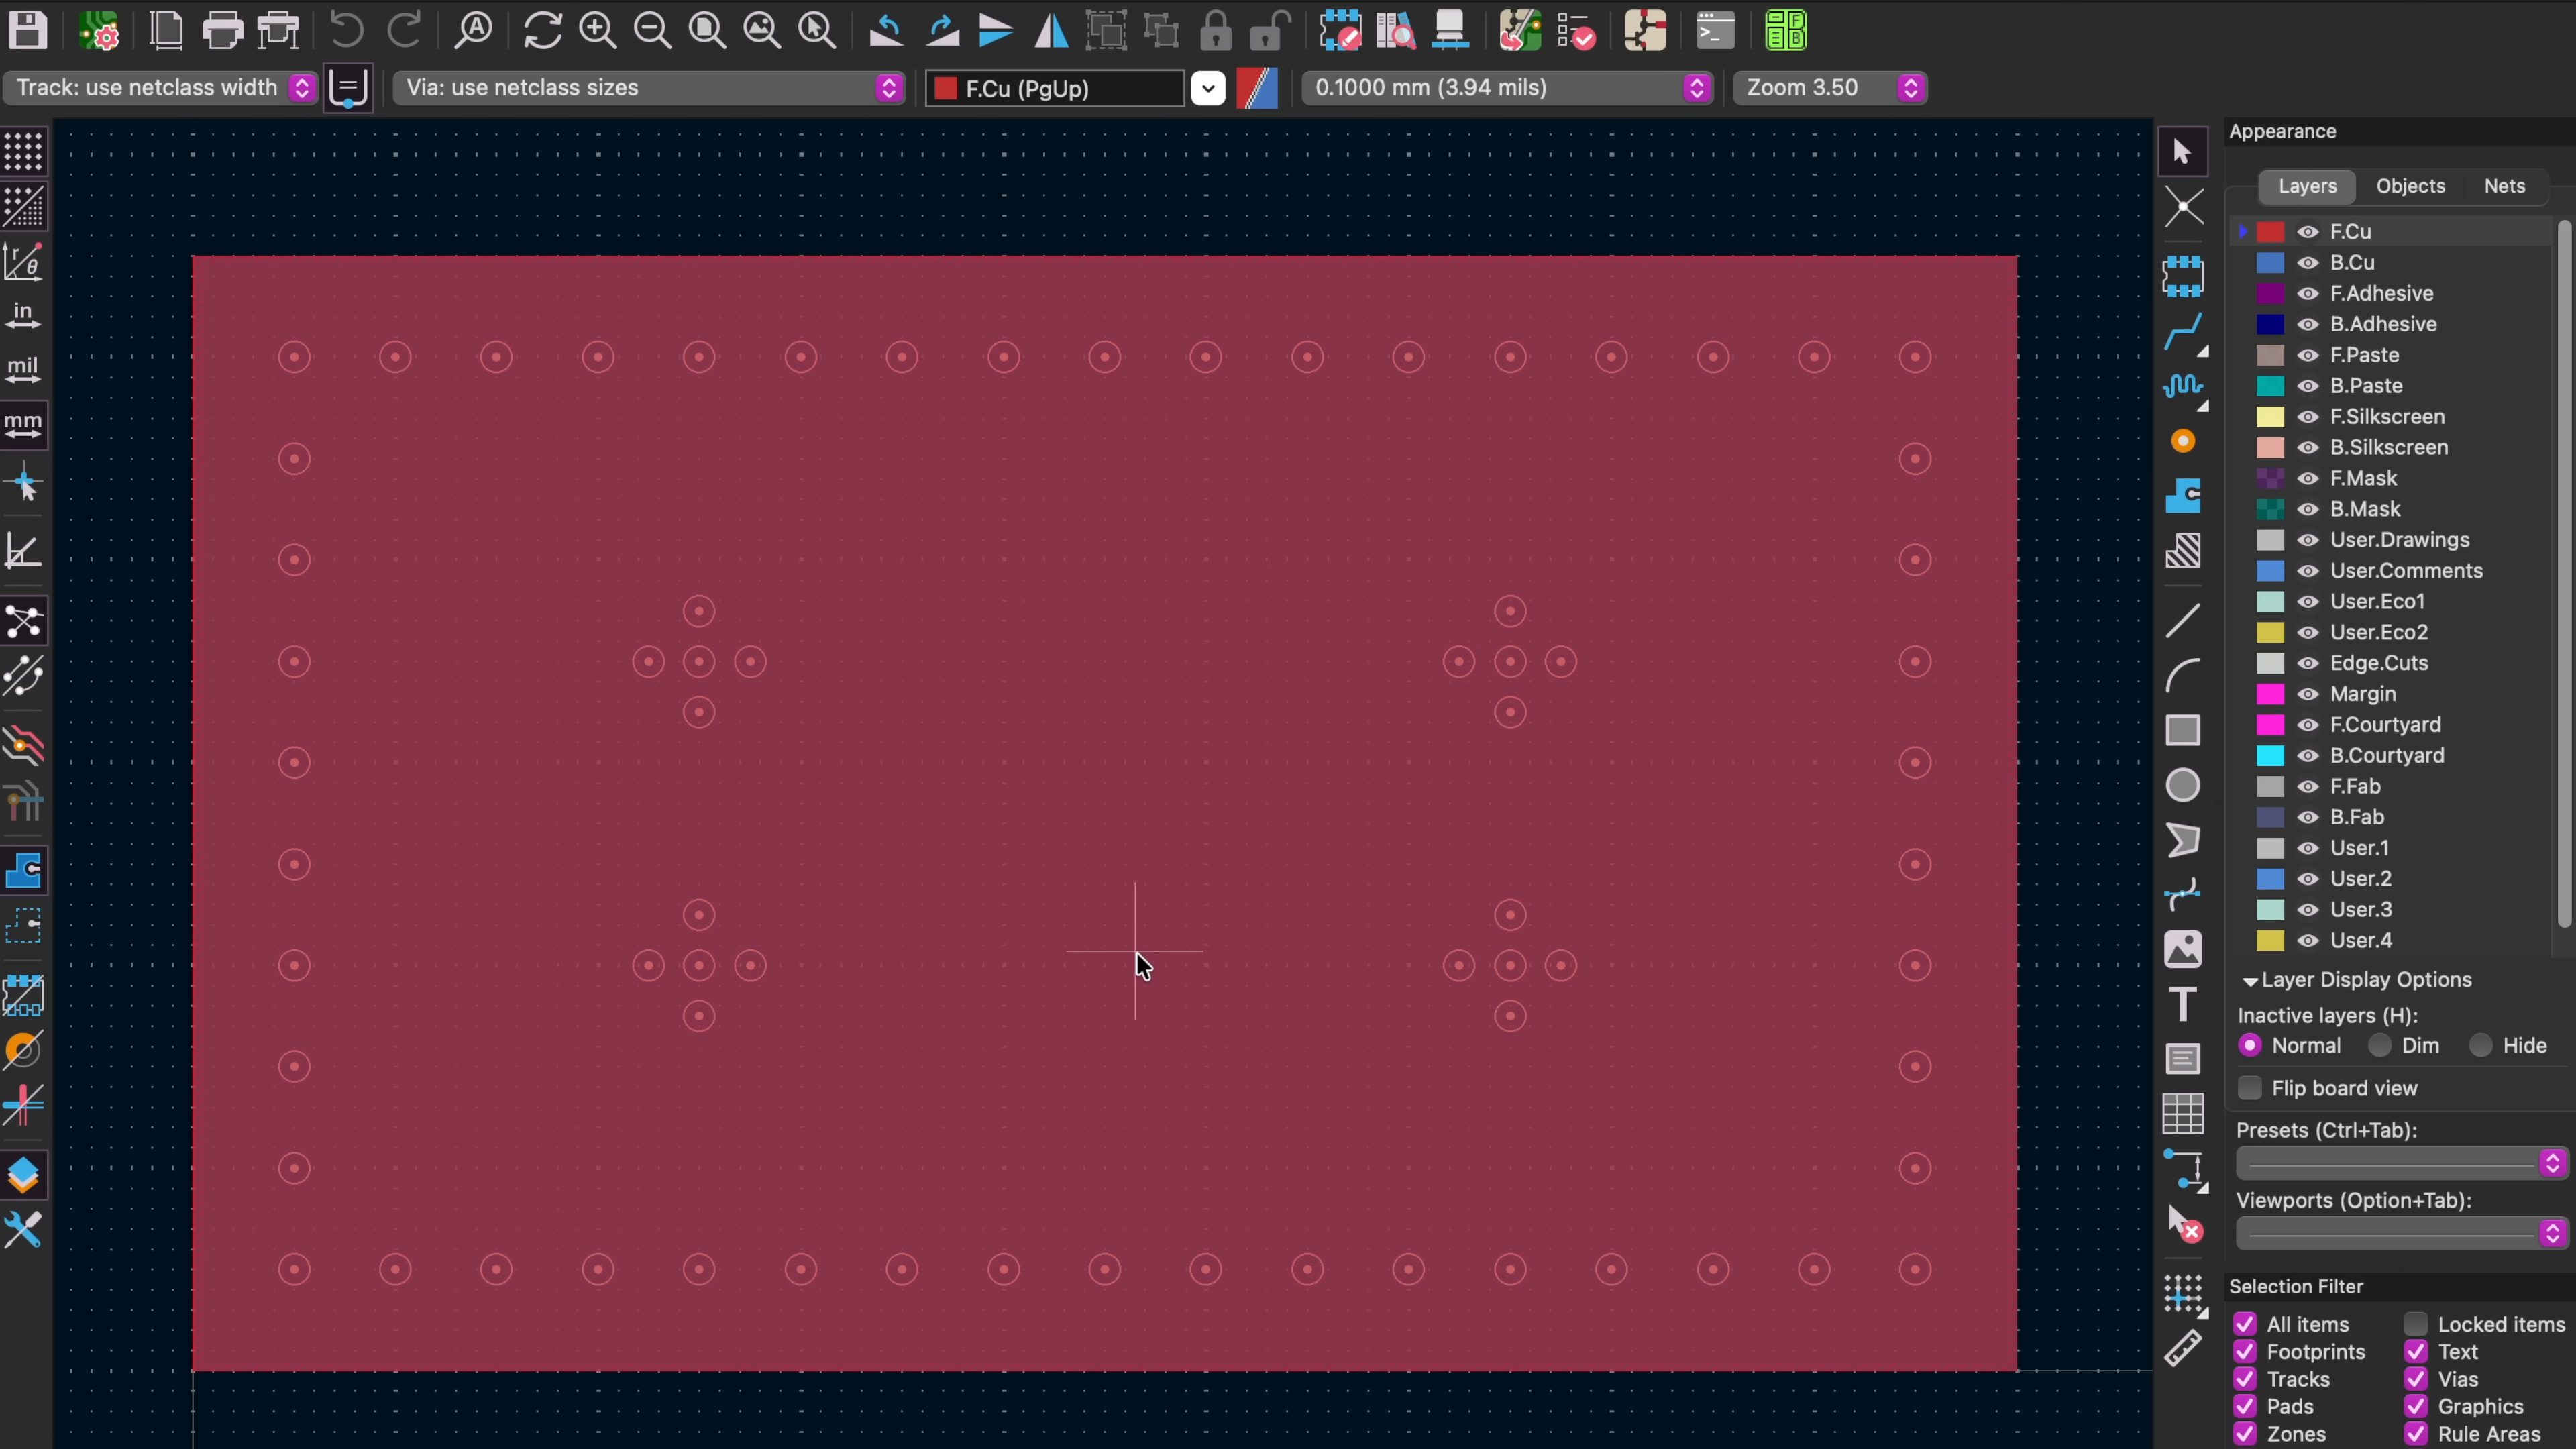 Track: use netclass width
Via: use netclass sizes
F.Cu (PgUp)
0.1000 mm (3.94 mils)
Zoom 3.50
in
mil
mm
Appearance
Layers
Objects
Nets
F.Cu
B.Cu
F.Adhesive
B.Adhesive
F.Paste
B.Paste
F.Silkscreen
B.Silkscreen
F.Mask
B.Mask
User.Drawings
User.Comments
User.Eco1
User.Eco2
Edge.Cuts
Margin
F.Courtyard
B.Courtyard
F.Fab
B.Fab
User.1
User.2
User.3
User.4
Layer Display Options
Inactive layers (H):
Normal Dim Hide
Flip board view
Presets (Ctrl+Tab):
Viewports (Option+Tab):
Selection Filter
All items Locked items
Footprints Text
Tracks Vias
Pads Graphics
Zones Rule Areas